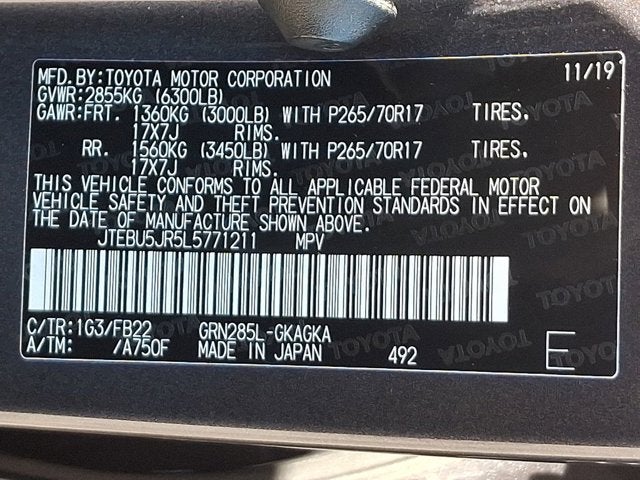 MFD.BY:TOYOTA MOTOR CORPORATION 11/19
GVWR:2855KG (6300LB)
GAWR:FRT. 1360KG (3000LB) WITH P265/70R17 TIRES.
17X7J RIMS.
RR. 1560KG (3450LB) WITH P265/70R17 TIRES.
17X7J RIMS.
THIS VEHICLE CONFORMS TO ALL APPLICABLE FEDERAL MOTOR
VEHICLE SAFETY AND THEFT PREVENTION STANDARDS IN EFFECT ON
THE DATE OF MANUFACTURE SHOWN ABOVE.
JTEBU5JR5L5771211 MPV
C/TR:1G3/FB22 GRN285L-GKAGKA
A/TM: /A750F MADE IN JAPAN 492 E